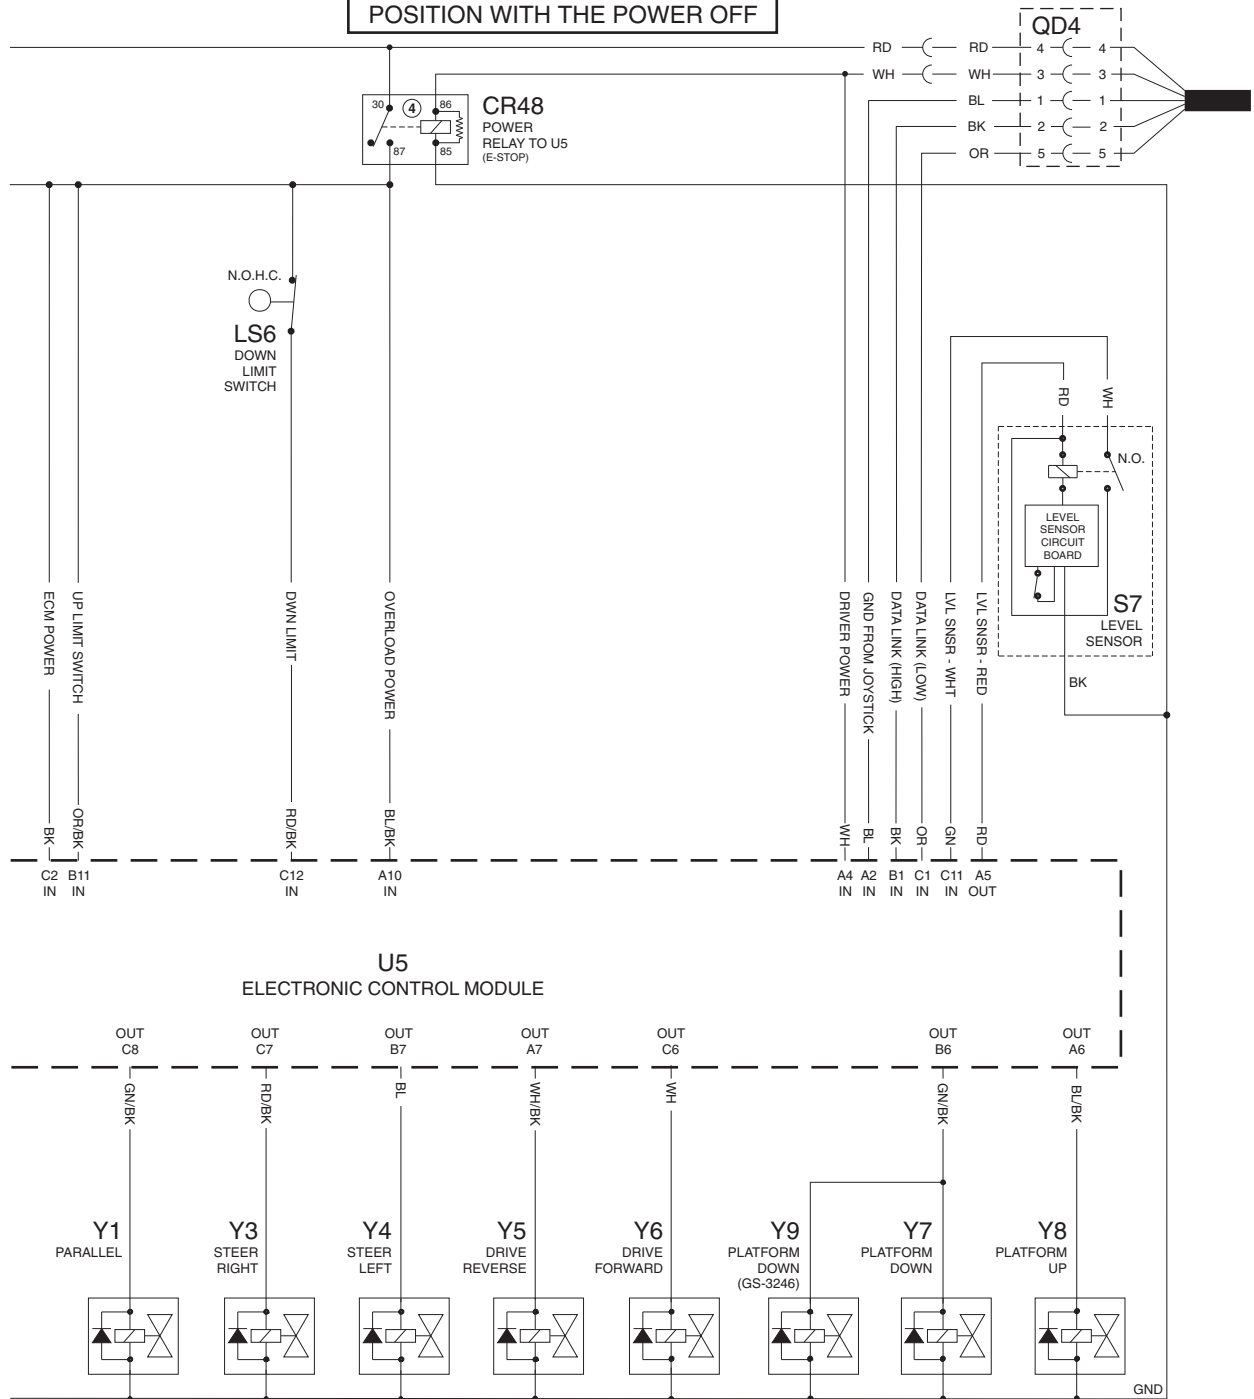 POSITION WITH THE POWER OFF
QD4
RD RD 4 4
WH WH 3 3
BL 1 1
BK 2 2
OR 5 5
30 4 86
87 85
CR48
POWER
RELAY TO U5
(E-STOP)
N.O.H.C.
LS6
DOWN
LIMIT
SWITCH
RD
WH
N.O.
LEVEL
SENSOR
CIRCUIT
BOARD
S7
LEVEL
SENSOR
BK
ECM POWER
UP LIMIT SWITCH
DWN LIMIT
OVERLOAD POWER
DRIVER POWER
GND FROM JOYSTICK
DATA LINK (HIGH)
DATA LINK (LOW)
LVL SNSR - WHT
LVL SNSR - RED
BK
OR/BK
RD/BK
BL/BK
WH
BL
BK
OR
GN
RD
C2 B11 C12 A10 A4 A2 B1 C1 C11 A5
IN IN IN IN IN IN IN IN IN OUT
U5
ELECTRONIC CONTROL MODULE
OUT OUT OUT OUT OUT OUT OUT
C8 C7 B7 A7 C6 B6 A6
GN/BK
RD/BK
BL
WH/BK
WH
GN/BK
BL/BK
Y1
PARALLEL
Y3
STEER
RIGHT
Y4
STEER
LEFT
Y5
DRIVE
REVERSE
Y6
DRIVE
FORWARD
Y9
PLATFORM
DOWN
(GS-3246)
Y7
PLATFORM
DOWN
Y8
PLATFORM
UP
GND